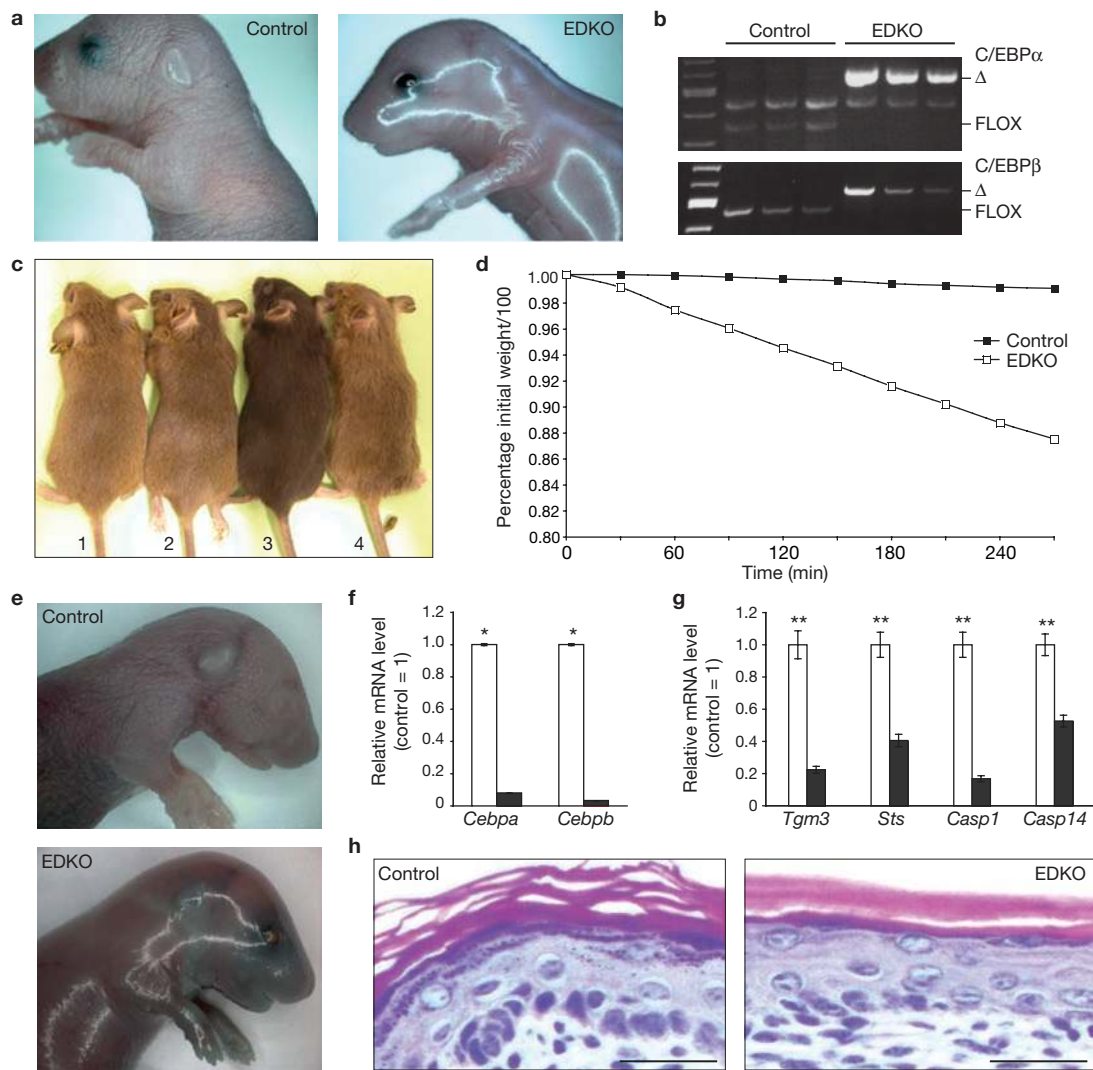 a
Control
EDKO
b
Control EDKO
C/EBPα
Δ
FLOX
C/EBPβ
Δ
FLOX
c
1 2 3 4
d
Percentage initial weight/100
1.00
0.98
0.96
0.94
0.92
0.90
0.88
0.86
0.84
0.82
0.80
0 60 120 180 240
Time (min)
Control
EDKO
e
Control
EDKO
f
Relative mRNA level
(control = 1)
1.2
1.0
0.8
0.6
0.4
0.2
0
* *
Cebpa Cebpb
g
Relative mRNA level
(control = 1)
1.2
1.0
0.8
0.6
0.4
0.2
0
** ** ** **
Tgm3 Sts Casp1 Casp14
h
Control
EDKO